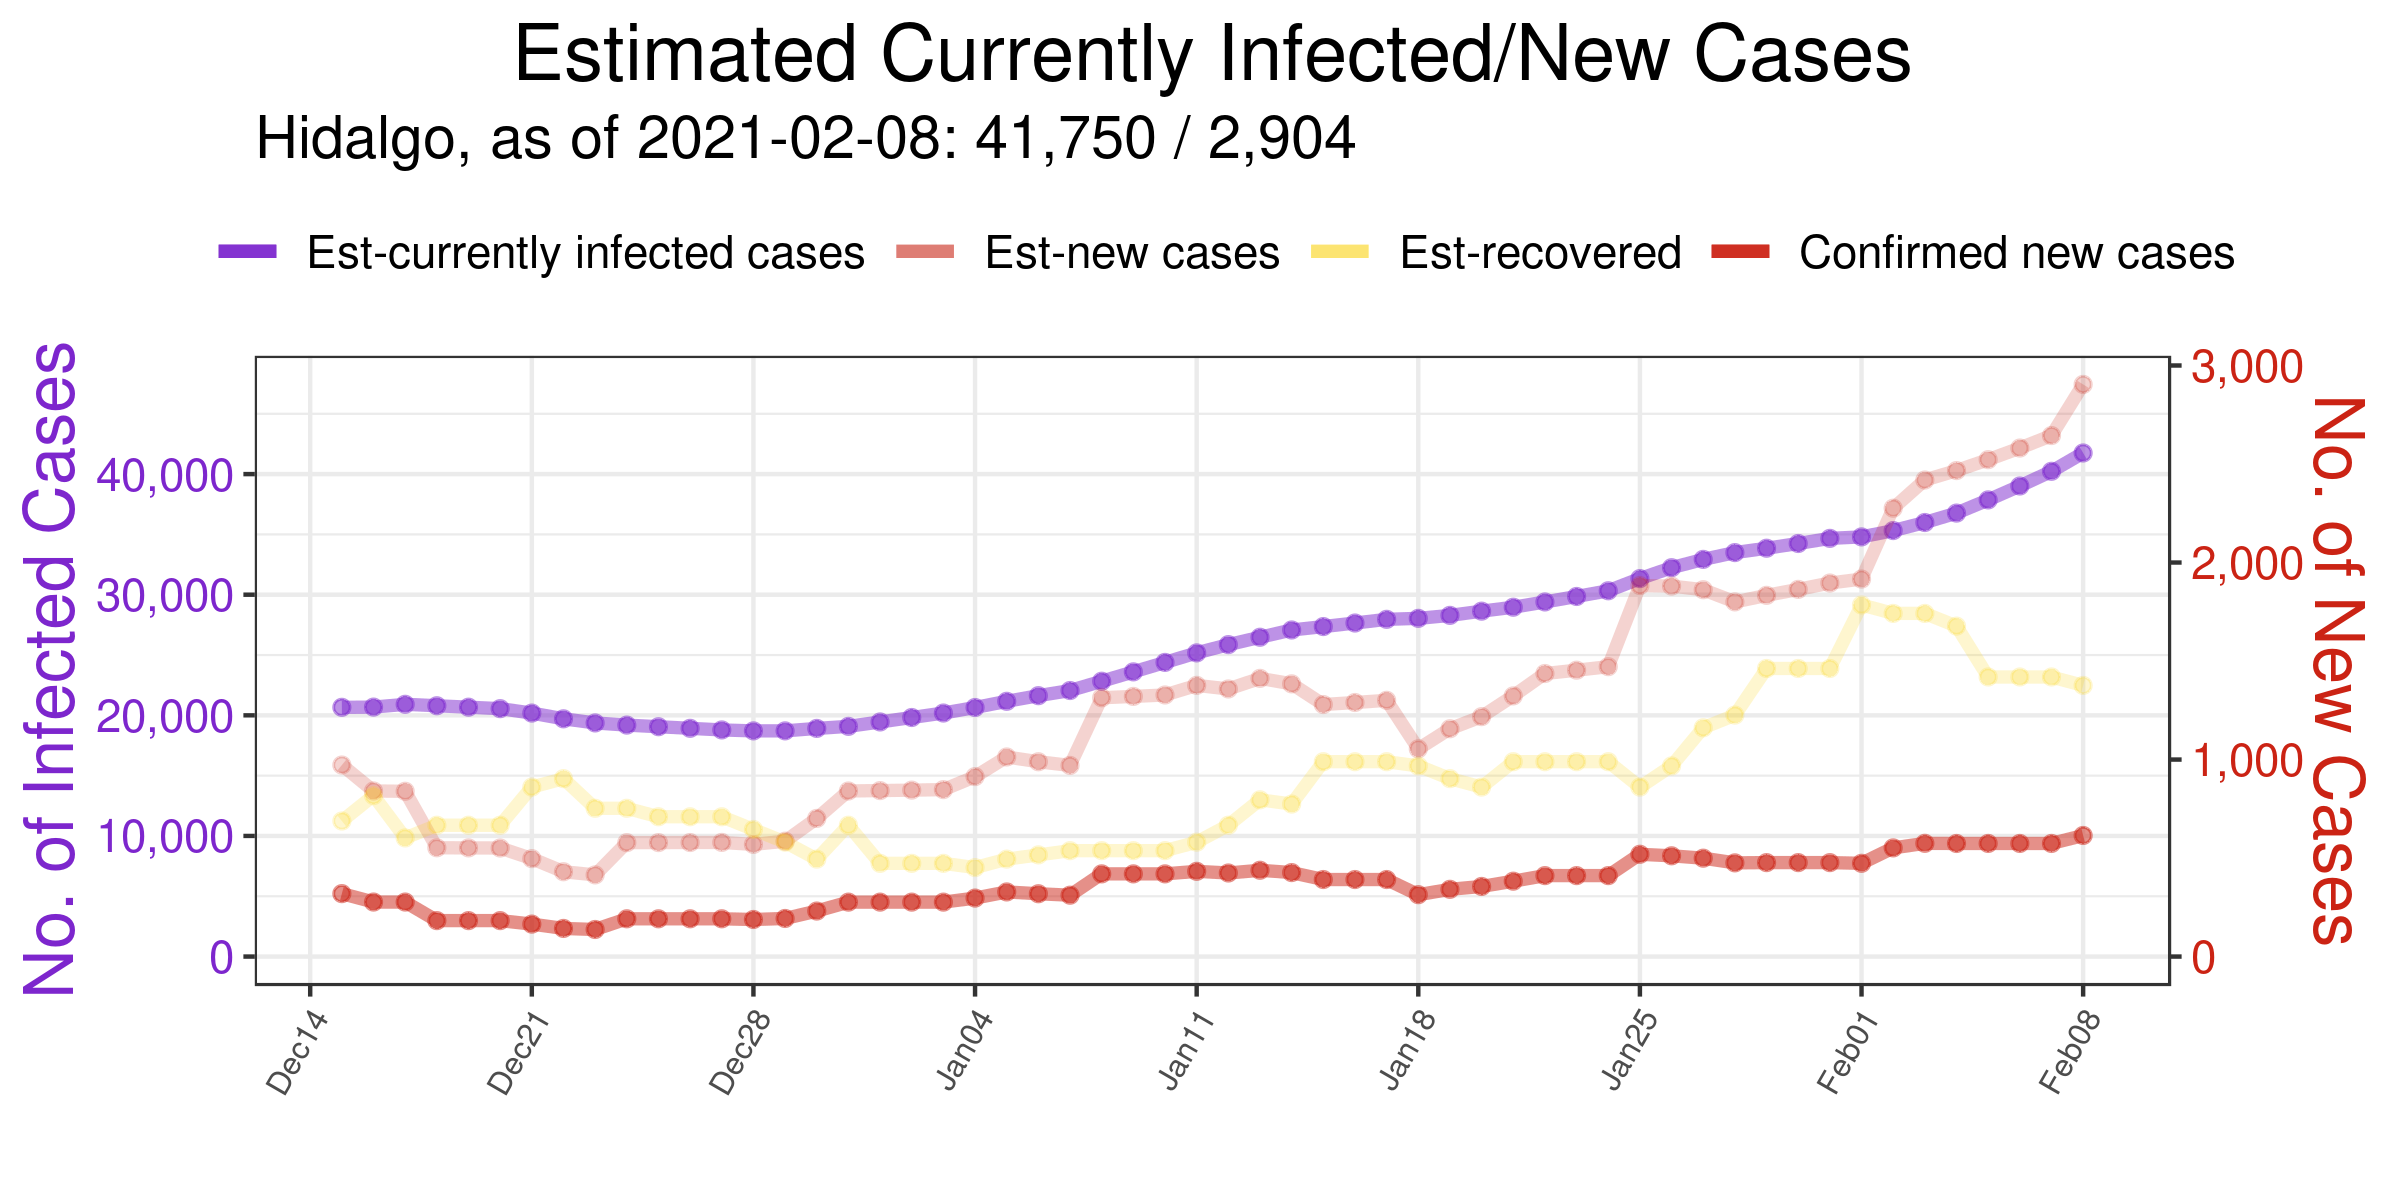 Estimated Currently Infected/New Cases
Hidalgo, as of 2021-02-08: 41,750 / 2,904
Est-currently infected cases Est-new cases Est-recovered Confirmed new cases
No. of Infected Cases
40,000
30,000
20,000
10,000
0
3,000
2,000
1,000
0
No. of New Cases
Dec14 Dec21 Dec28 Jan04 Jan11 Jan18 Jan25 Feb01 Feb08